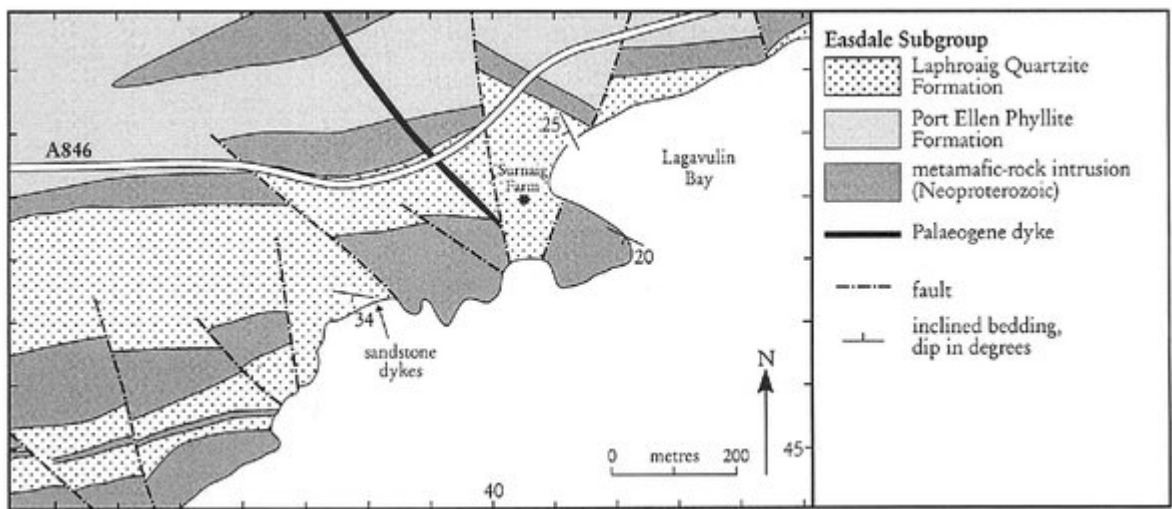 A846
25
Surnaig
Farm
Lagavulin
Bay
20
34
sandstone
dykes
N
0 metres 200
45
40
Easdale Subgroup
Laphroaig Quartzite
Formation
Port Ellen Phyllite
Formation
metamafic-rock intrusion
(Neoproterozoic)
Palaeogene dyke
fault
inclined bedding,
dip in degrees